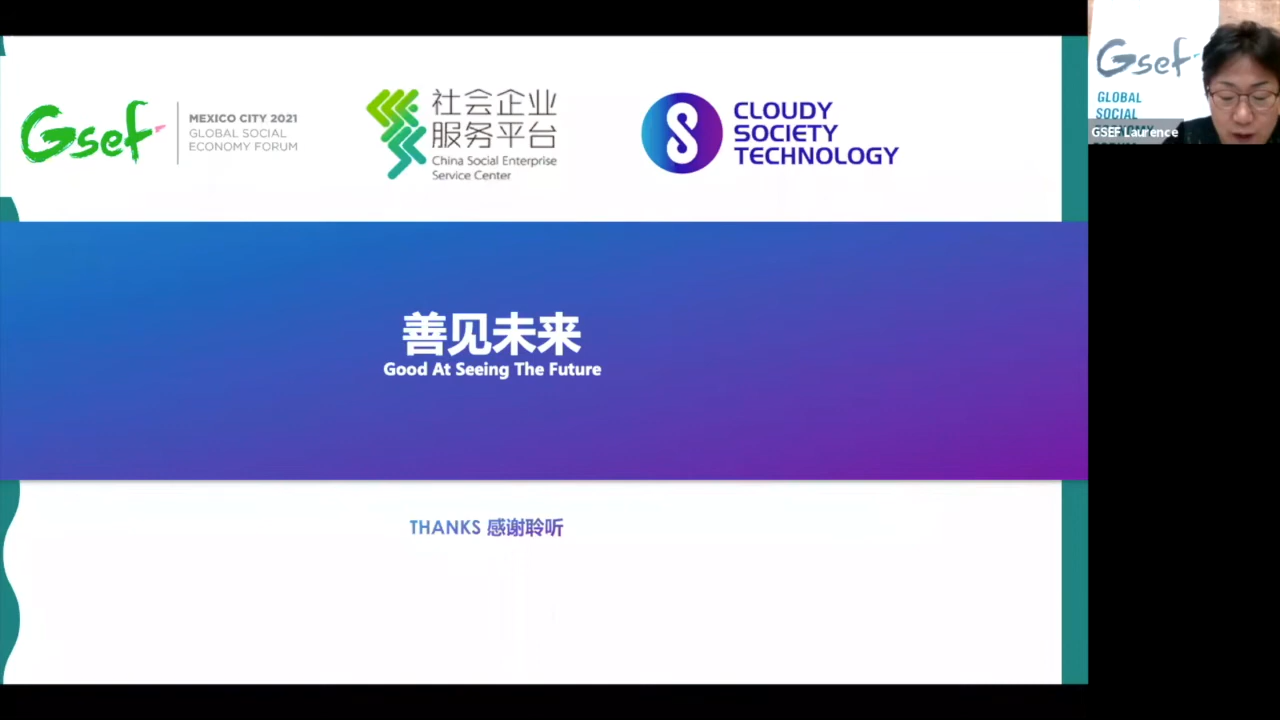 Gsef
MEXICO CITY 2021
GLOBAL SOCIAL
ECONOMY FORUM
社会企业
服务平台
China Social Enterprise
Service Center
CLOUDY
SOCIETY
TECHNOLOGY
善见未来
Good At Seeing The Future
THANKS 感谢聆听
Gsef
GLOBAL
SOCIAL
GSEF Laurence